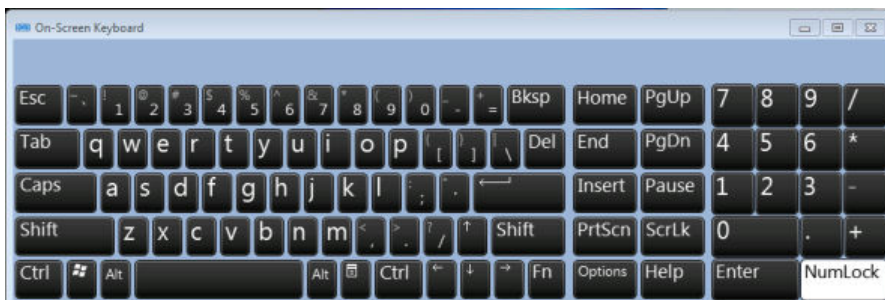 On-Screen Keyboard
Esc ~ ` ! 1 @ 2 # 3 $ 4 % 5 ^ 6 & 7 * 8 ( 9 ) 0 _ - + = Bksp Home PgUp 7 8 9 /
Tab q w e r t y u i o p { [ } ] | \ Del End PgDn 4 5 6 *
Caps a s d f g h j k l : ; " ' Insert Pause 1 2 3 -
Shift z x c v b n m < , > . ? / ↑ Shift PrtScn ScrLk 0 . +
Ctrl Alt Alt Ctrl ← ↓ → Fn Options Help Enter NumLock